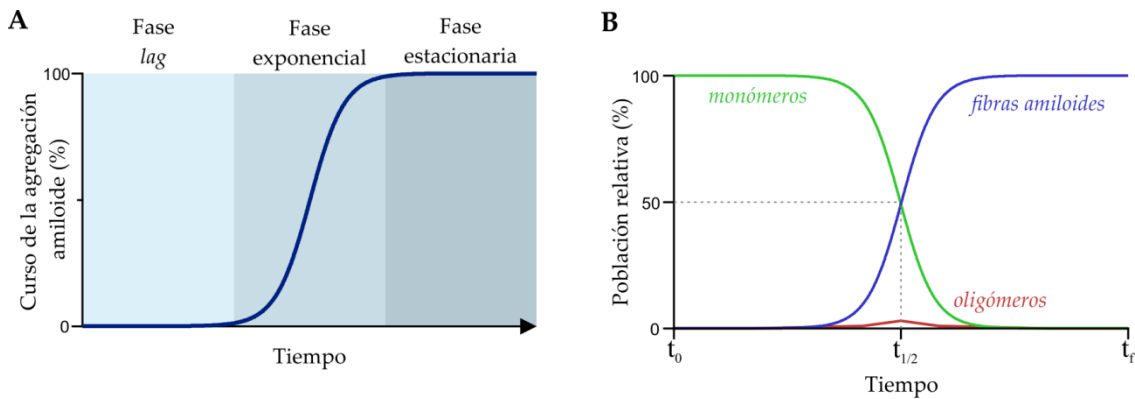 A
Fase
lag
Fase
exponencial
Fase
estacionaria
Curso de la agregación
amiloide (%)
100
0
Tiempo
B
Población relativa (%)
100
50
0
monómeros
fibras amiloides
oligómeros
t0
t1/2
tf
Tiempo